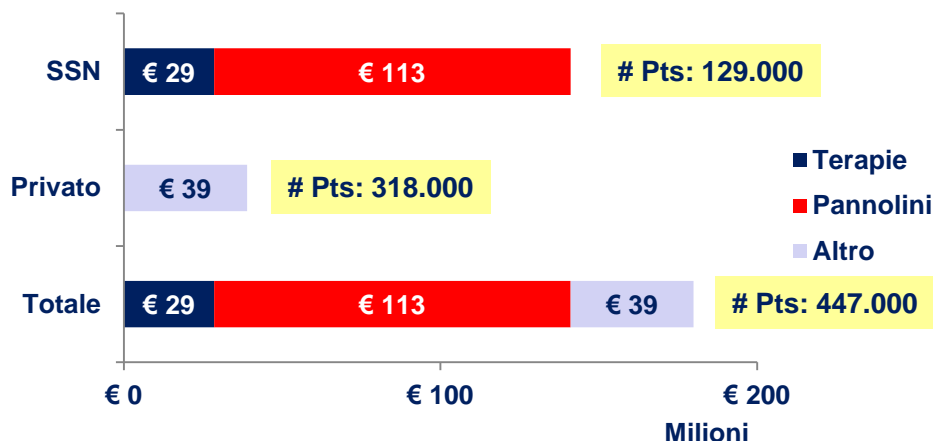 SSN
€ 29
€ 113
# Pts: 129.000
Privato
€ 39
# Pts: 318.000
Terapie
Pannolini
Altro
Totale
€ 29
€ 113
€ 39
# Pts: 447.000
€ 0
€ 100
€ 200
Milioni